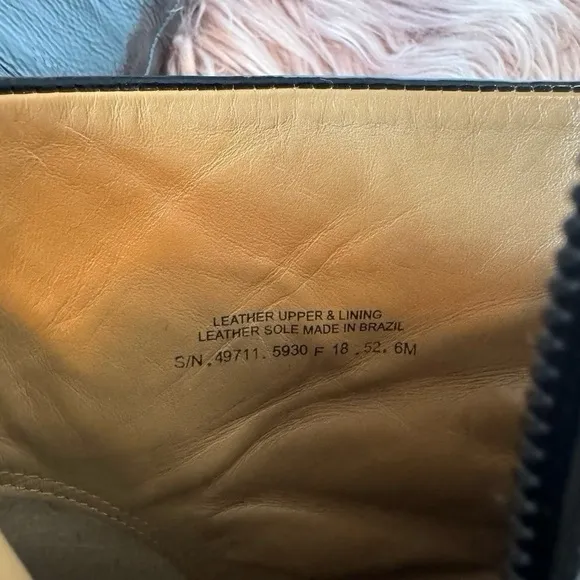 LEATHER UPPER & LINING
LEATHER SOLE MADE IN BRAZIL
S/N.49711.5930 F 18.52.6M